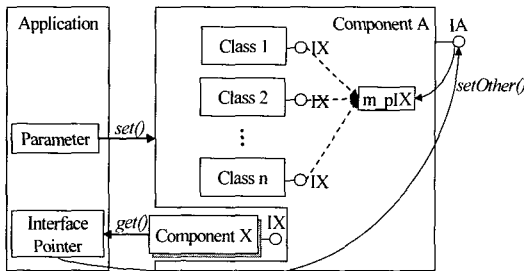 Application
Component A
IA
Class 1
IX
Class 2
IX
m_pIX
setOther()
Parameter
set()
Class n
IX
Interface
Pointer
get()
Component X
IX